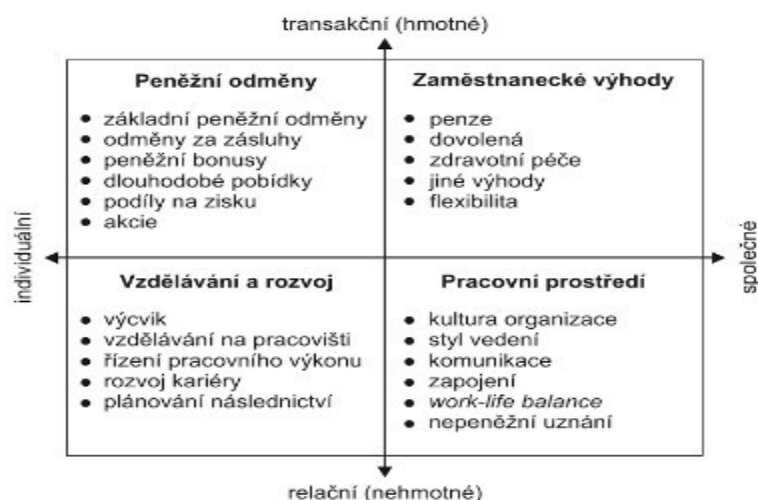 transakční (hmotné)
Peněžní odměny
• základní peněžní odměny
• odměny za zásluhy
• peněžní bonusy
• dlouhodobé pobídky
• podíly na zisku
• akcie
Zaměstnanecké výhody
• penze
• dovolená
• zdravotní péče
• jiné výhody
• flexibilita
individuální
společné
Vzdělávání a rozvoj
• výcvik
• vzdělávání na pracovišti
• řízení pracovního výkonu
• rozvoj kariéry
• plánování následnictví
Pracovní prostředí
• kultura organizace
• styl vedení
• komunikace
• zapojení
• work-life balance
• nepeněžní uznání
relační (nehmotné)